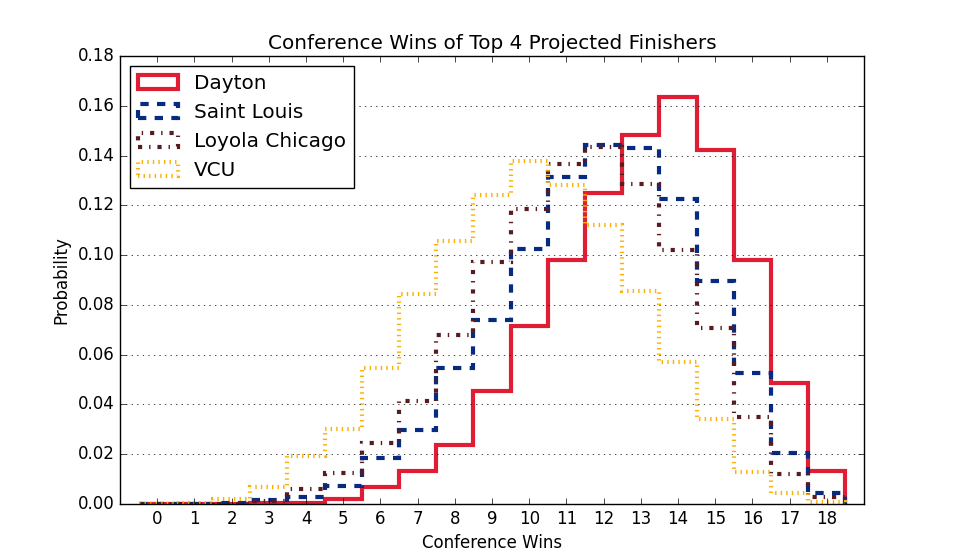 Conference Wins of Top 4 Projected Finishers
0.18
0.16
0.14
0.12
0.10
0.08
0.06
0.04
0.02
0.00
Probability
Dayton
Saint Louis
Loyola Chicago
VCU
0 1 2 3 4 5 6 7 8 9 10 11 12 13 14 15 16 17 18
Conference Wins